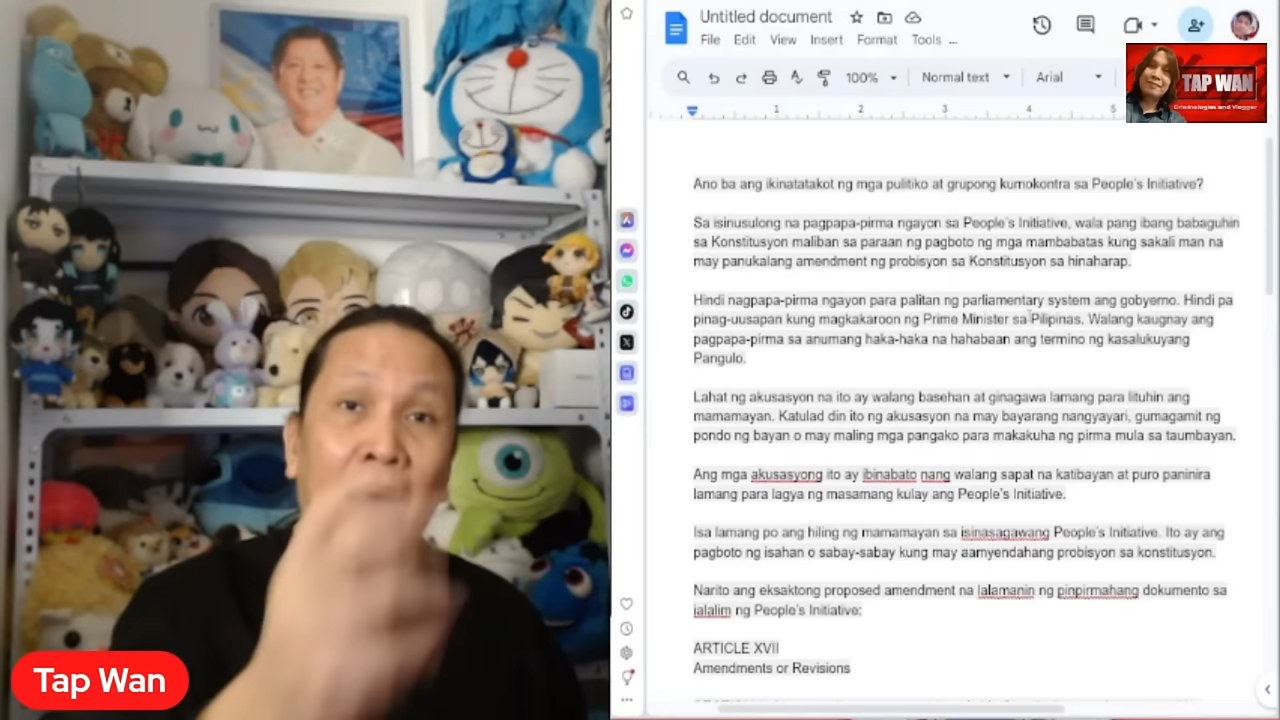 Untitled document
File Edit View Insert Format Tools ...
100% Normal text Arial
TAP WAN
Criminologist and Vlogger
1 2 3 4 5
Ano ba ang ikinatatakot ng mga pulitiko at grupong kumokontra sa People's Initiative?
Sa isinusulong na pagpapa-pirma ngayon sa People's Initiative, wala pang ibang babaguhin
sa Konstitusyon maliban sa paraan ng pagboto ng mga mambabatas kung sakali man na
may panukalang amendment ng probisyon sa Konstitusyon sa hinaharap.
Hindi nagpapa-pirma ngayon para palitan ng parliamentary system ang gobyerno. Hindi pa
pinag-uusapan kung magkakaroon ng Prime Minister sa Pilipinas. Walang kaugnay ang
pagpapa-pirma sa anumang haka-haka na hahabaan ang termino ng kasalukuyang
Pangulo.
Lahat ng akusasyon na ito ay walang basehan at ginagawa lamang para lituhin ang
mamamayan. Katulad din ito ng akusasyon na may bayarang nangyayari, gumagamit ng
pondo ng bayan o may maling mga pangako para makakuha ng pirma mula sa taumbayan.
Ang mga akusasyong ito ay ibinabato nang walang sapat na katibayan at puro paninira
lamang para lagya ng masamang kulay ang People's Initiative.
Isa lamang po ang hiling ng mamamayan sa isinasagawang People's Initiative. Ito ay ang
pagboto ng isahan o sabay-sabay kung may aamyendahang probisyon sa konstitusyon.
Narito ang eksaktong proposed amendment na lalamanin ng pinpirmahang dokumento sa
ialalim ng People's Initiative:
ARTICLE XVII
Amendments or Revisions
Tap Wan